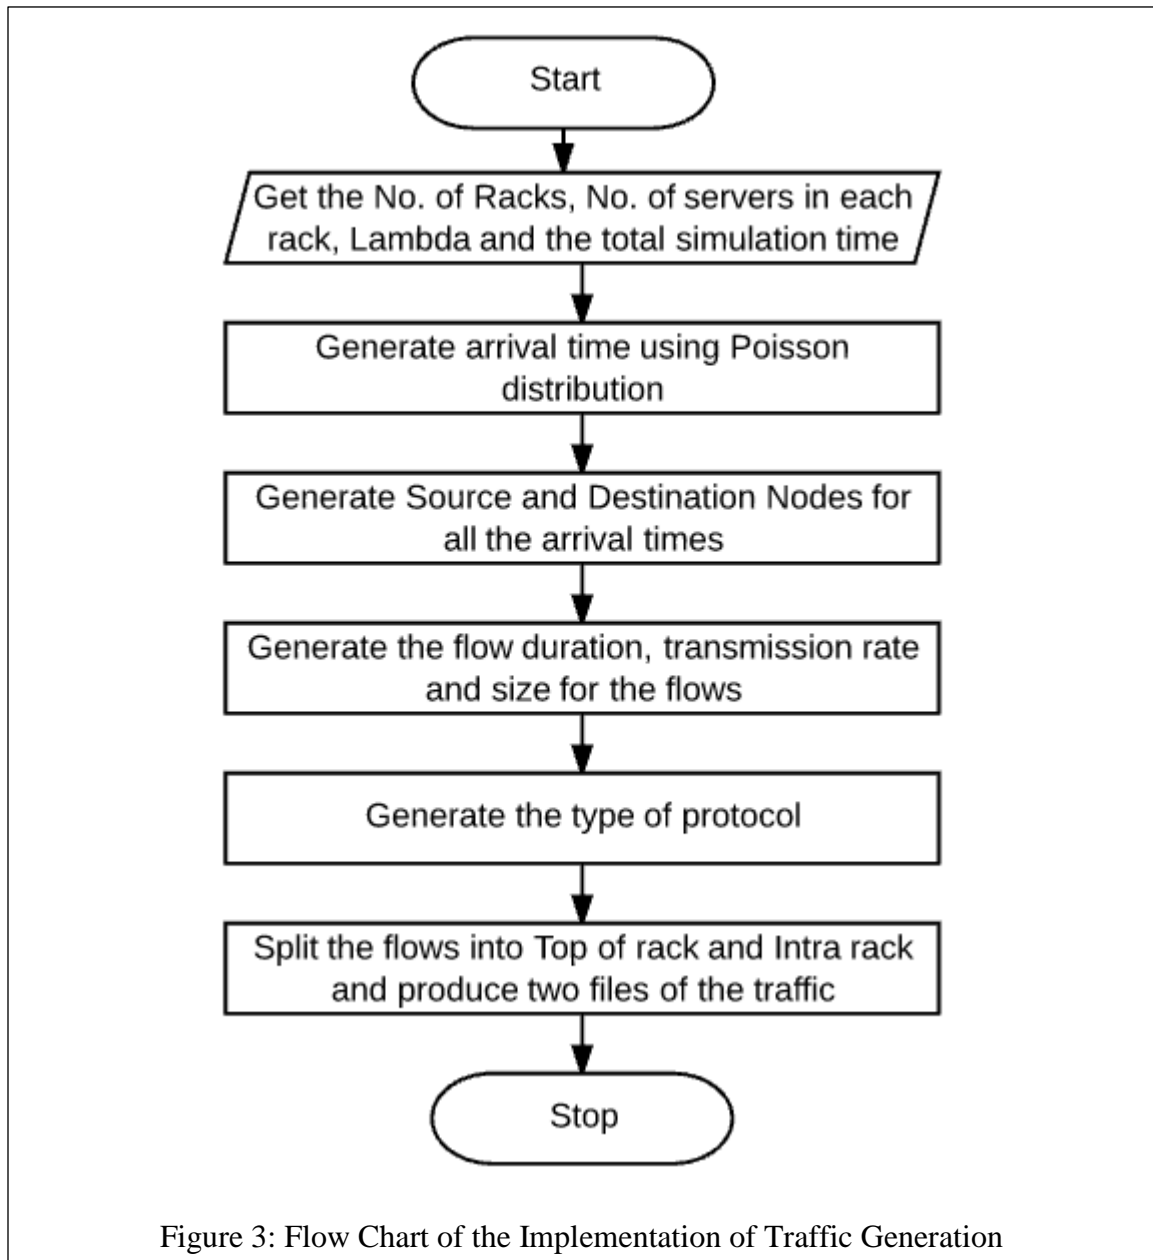 Start
Get the No. of Racks, No. of servers in each
rack, Lambda and the total simulation time
Generate arrival time using Poisson
distribution
Generate Source and Destination Nodes for
all the arrival times
Generate the flow duration, transmission rate
and size for the flows
Generate the type of protocol
Split the flows into Top of rack and Intra rack
and produce two files of the traffic
Stop
Figure 3: Flow Chart of the Implementation of Traffic Generation